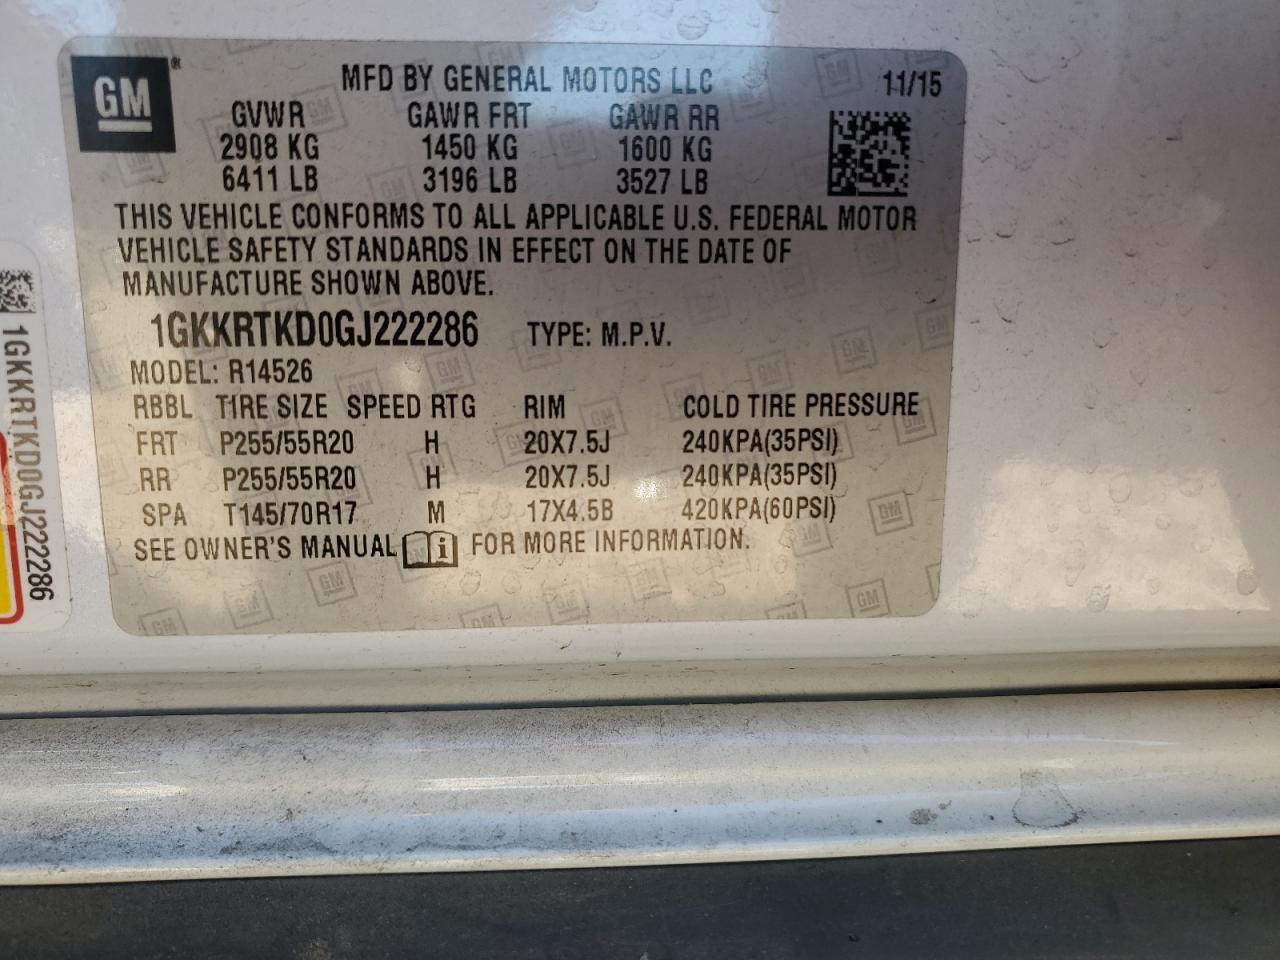 GM®
MFD BY GENERAL MOTORS LLC 11/15
GVWR GAWR FRT GAWR RR
2908 KG 1450 KG 1600 KG
6411 LB 3196 LB 3527 LB
THIS VEHICLE CONFORMS TO ALL APPLICABLE U.S. FEDERAL MOTOR
VEHICLE SAFETY STANDARDS IN EFFECT ON THE DATE OF
MANUFACTURE SHOWN ABOVE.
1GKKRTKD0GJ222286 TYPE: M.P.V.
MODEL: R14526
RBBL TIRE SIZE SPEED RTG RIM COLD TIRE PRESSURE
FRT P255/55R20 H 20X7.5J 240KPA(35PSI)
RR P255/55R20 H 20X7.5J 240KPA(35PSI)
SPA T145/70R17 M 17X4.5B 420KPA(60PSI)
SEE OWNER'S MANUAL i FOR MORE INFORMATION.
1GKKRTKD0GJ222286